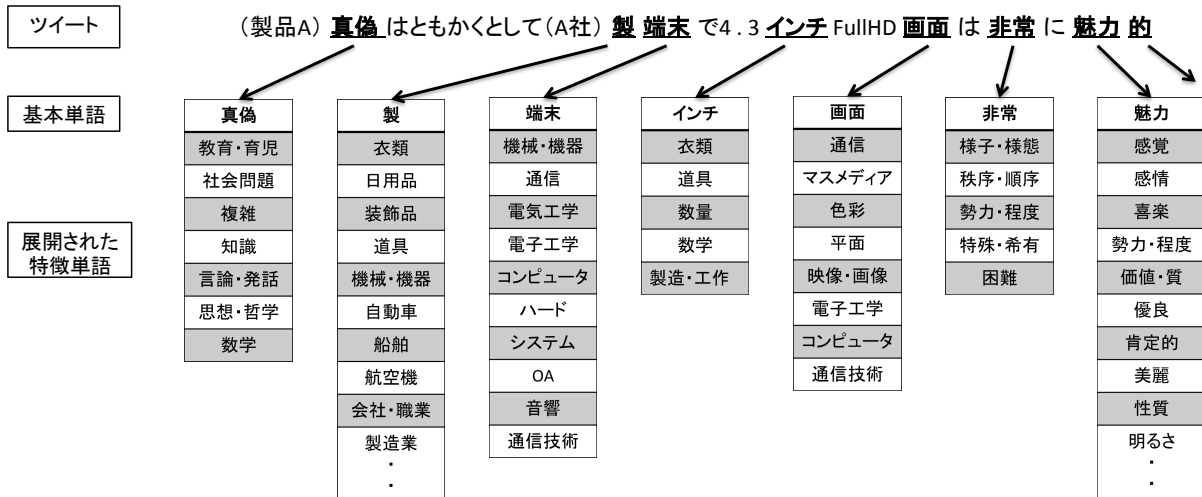 ツイート
(製品A) 真偽 はともかくとして (A社) 製 端末 で4.3 インチ FullHD 画面 は 非常 に 魅力 的
基本単語
展開された
特徴単語
真偽
教育・育児
社会問題
複雑
知識
言論・発話
思想・哲学
数学
製
衣類
日用品
装飾品
道具
機械・機器
自動車
船舶
航空機
会社・職業
製造業
・
・
端末
機械・機器
通信
電気工学
電子工学
コンピュータ
ハード
システム
OA
音響
通信技術
インチ
衣類
道具
数量
数学
製造・工作
画面
通信
マスメディア
色彩
平面
映像・画像
電子工学
コンピュータ
通信技術
非常
様子・様態
秩序・順序
勢力・程度
特殊・希有
困難
魅力
感覚
感情
喜楽
勢力・程度
価値・質
優良
肯定的
美麗
性質
明るさ
・
・